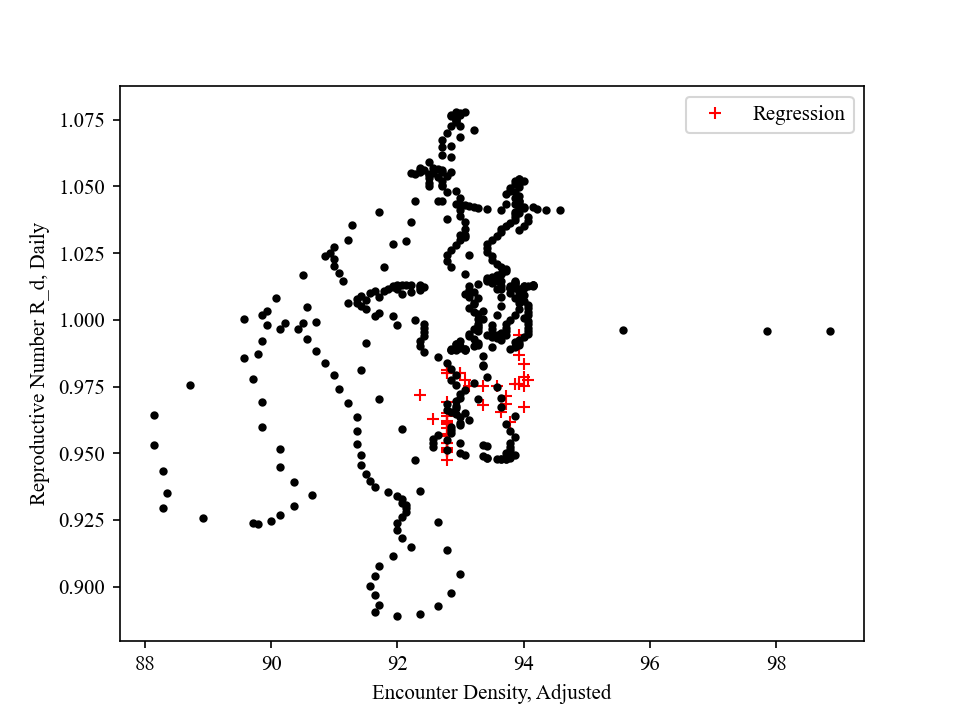 Regression
1.075
1.050
1.025
1.000
0.975
0.950
0.925
0.900
Reproductive Number R_d, Daily
88 90 92 94 96 98
Encounter Density, Adjusted